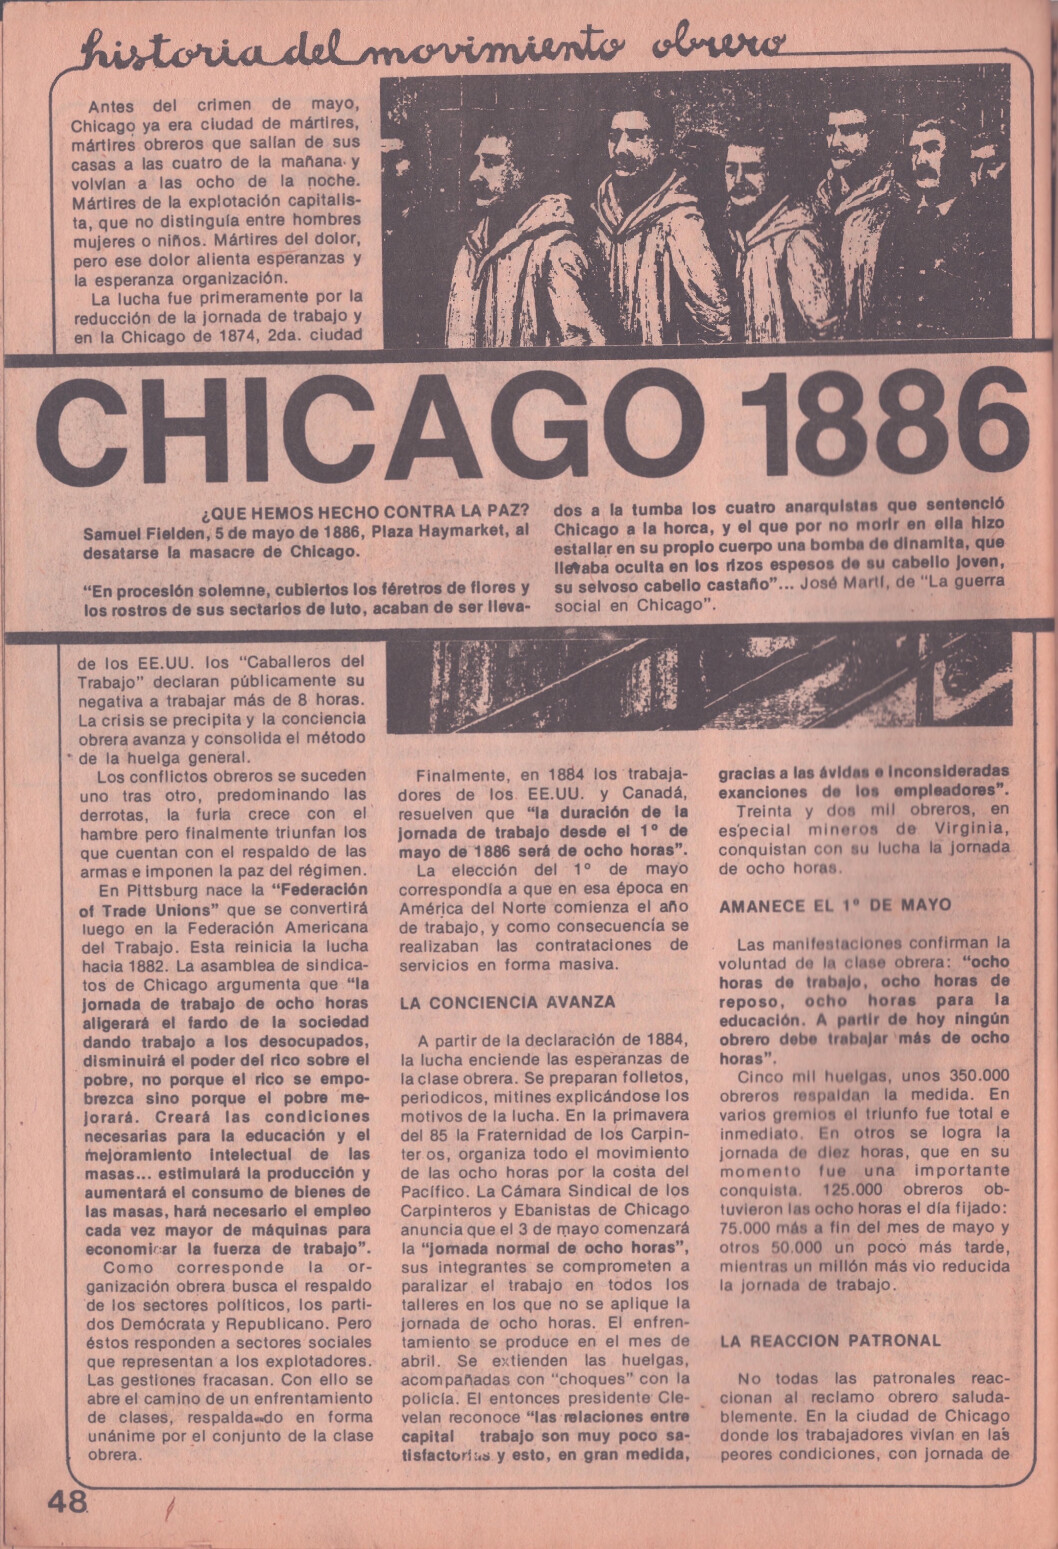 historia del movimiento obrero
Antes del crimen de mayo,
Chicago ya era ciudad de mártires,
mártires obreros que salían de sus
casas a las cuatro de la mañana y
volvían a las ocho de la noche.
Mártires de la explotación capitalis-
ta, que no distinguía entre hombres
mujeres o niños. Mártires del dolor,
pero ese dolor alienta esperanzas y
la esperanza organización.
La lucha fue primeramente por la
reducción de la jornada de trabajo y
en la Chicago de 1874, 2da. ciudad
CHICAGO 1886
¿QUE HEMOS HECHO CONTRA LA PAZ?
Samuel Fielden, 5 de mayo de 1886, Plaza Haymarket, al
desatarse la masacre de Chicago.
"En procesión solemne, cubiertos los féretros de flores y
los rostros de sus sectarios de luto, acaban de ser lleva-
dos a la tumba los cuatro anarquistas que sentenció
Chicago a la horca, y el que por no morir en ella hizo
estallar en su propio cuerpo una bomba de dinamita, que
llevaba oculta en los rizos espesos de su cabello joven,
su selvoso cabello castaño"... José Martí, de "La guerra
social en Chicago".
de los EE.UU. los "Caballeros del
Trabajo" declaran públicamente su
negativa a trabajar más de 8 horas.
La crisis se precipita y la conciencia
obrera avanza y consolida el método
de la huelga general.
Los conflictos obreros se suceden
uno tras otro, predominando las
derrotas, la furia crece con el
hambre pero finalmente triunfan los
que cuentan con el respaldo de las
armas e imponen la paz del régimen.
En Pittsburg nace la "Federación
of Trade Unions" que se convertirá
luego en la Federación Americana
del Trabajo. Esta reinicia la lucha
hacia 1882. La asamblea de sindica-
tos de Chicago argumenta que "la
jornada de trabajo de ocho horas
aligerará el fardo de la sociedad
dando trabajo a los desocupados,
disminuirá el poder del rico sobre el
pobre, no porque el rico se empo-
brezca sino porque el pobre me-
jorará. Creará las condiciones
necesarias para la educación y el
mejoramiento intelectual de las
masas... estimulará la producción y
aumentará el consumo de bienes de
las masas, hará necesario el empleo
cada vez mayor de máquinas para
economizar la fuerza de trabajo".
Como corresponde la or-
ganización obrera busca el respaldo
de los sectores políticos, los parti-
dos Demócrata y Republicano. Pero
éstos responden a sectores sociales
que representan a los explotadores.
Las gestiones fracasan. Con ello se
abre el camino de un enfrentamiento
de clases, respaldado en forma
unánime por el conjunto de la clase
obrera.
Finalmente, en 1884 los trabaja-
dores de los EE.UU. y Canadá,
resuelven que "la duración de la
jornada de trabajo desde el 1º de
mayo de 1886 será de ocho horas".
La elección del 1º de mayo
correspondía a que en esa época en
América del Norte comienza el año
de trabajo, y como consecuencía se
realizaban las contrataciones de
servicios en forma masiva.
LA CONCIENCIA AVANZA
A partir de la declaración de 1884,
la lucha enciende las esperanzas de
la clase obrera. Se preparan folletos,
periodicos, mitines explicándose los
motivos de la lucha. En la primavera
del 85 la Fraternidad de los Carpin-
ter os, organiza todo el movimiento
de las ocho horas por la costa del
Pacífico. La Cámara Sindical de los
Carpinteros y Ebanistas de Chicago
anuncia que el 3 de mayo comenzará
la "jornada normal de ocho horas",
sus integrantes se comprometen a
paralizar el trabajo en todos los
talleres en los que no se aplique la
jornada de ocho horas. El enfren-
tamiento se produce en el mes de
abril. Se extienden las huelgas,
acompañadas con "choques" con la
policía. El entonces presidente Cle-
velan reconoce "las relaciones entre
capital trabajo son muy poco sa-
tisfactorias y esto, en gran medida,
gracias a las ávidas e inconsideradas
exanciones de los empleadores".
Treinta y dos mil obreros, en
especial mineros de Virginia,
conquistan con su lucha la jornada
de ocho horas.
AMANECE EL 1º DE MAYO
Las manifestaciones confirman la
voluntad de la clase obrera: "ocho
horas de trabajo, ocho horas de
reposo, ocho horas para la
educación. A partir de hoy ningún
obrero debe trabajar más de ocho
horas".
Cinco mil huelgas, unos 350.000
obreros respaldan la medida. En
varios gremios el triunfo fue total e
inmediato. En otros se logra la
jornada de diez horas, que en su
momento fue una importante
conquista. 125.000 obreros ob-
tuvieron las ocho horas el día fijado:
75.000 más a fin del mes de mayo y
otros 50.000 un poco más tarde,
mientras un millón más vio reducida
la jornada de trabajo.
LA REACCION PATRONAL
No todas las patronales reac-
cionan al reclamo obrero saluda-
blemente. En la ciudad de Chicago
donde los trabajadores vivían en las
peores condiciones, con jornada de
48